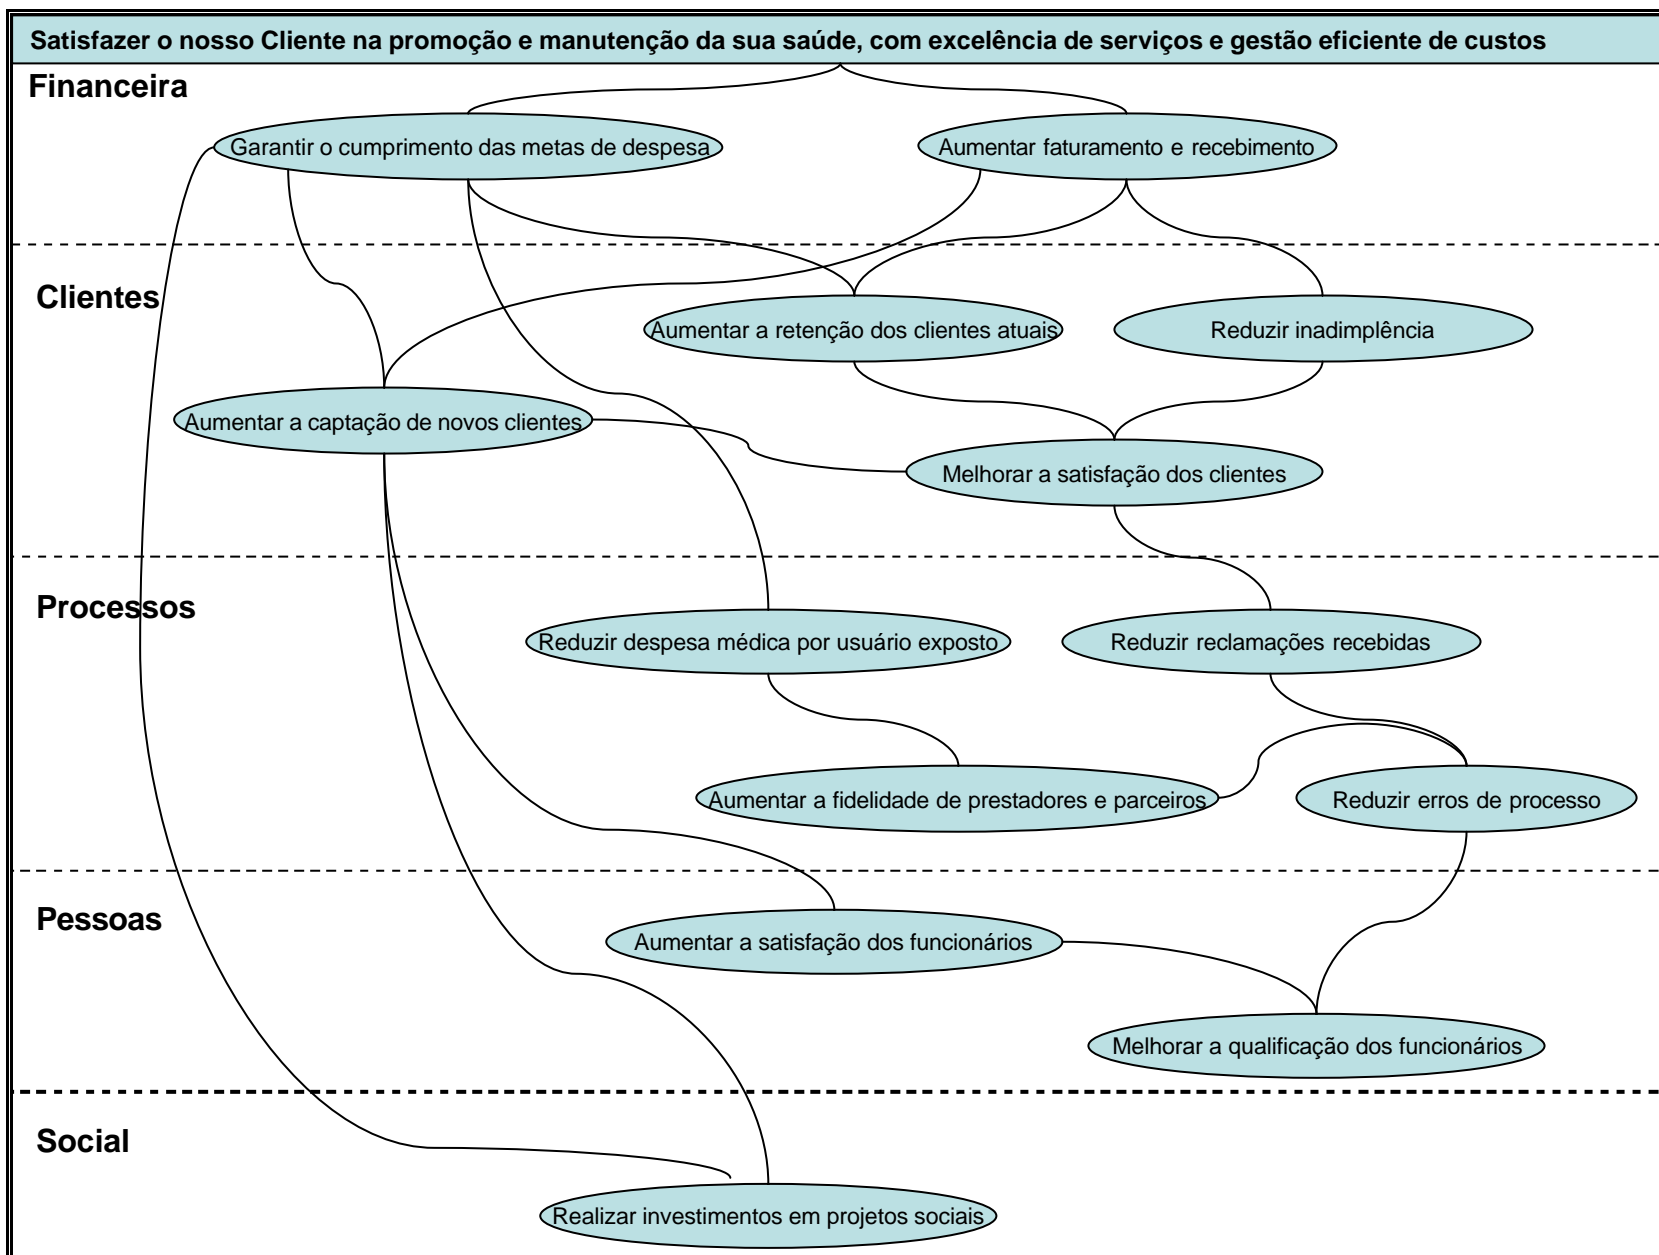 Satisfazer o nosso Cliente na promoção e manutenção da sua saúde, com excelência de serviços e gestão eficiente de custos
Financeira
Garantir o cumprimento das metas de despesa
Aumentar faturamento e recebimento
Clientes
Aumentar a retenção dos clientes atuais
Reduzir inadimplência
Aumentar a captação de novos clientes
Melhorar a satisfação dos clientes
Processos
Reduzir despesa médica por usuário exposto
Reduzir reclamações recebidas
Aumentar a fidelidade de prestadores e parceiros
Reduzir erros de processo
Pessoas
Aumentar a satisfação dos funcionários
Melhorar a qualificação dos funcionários
Social
Realizar investimentos em projetos sociais